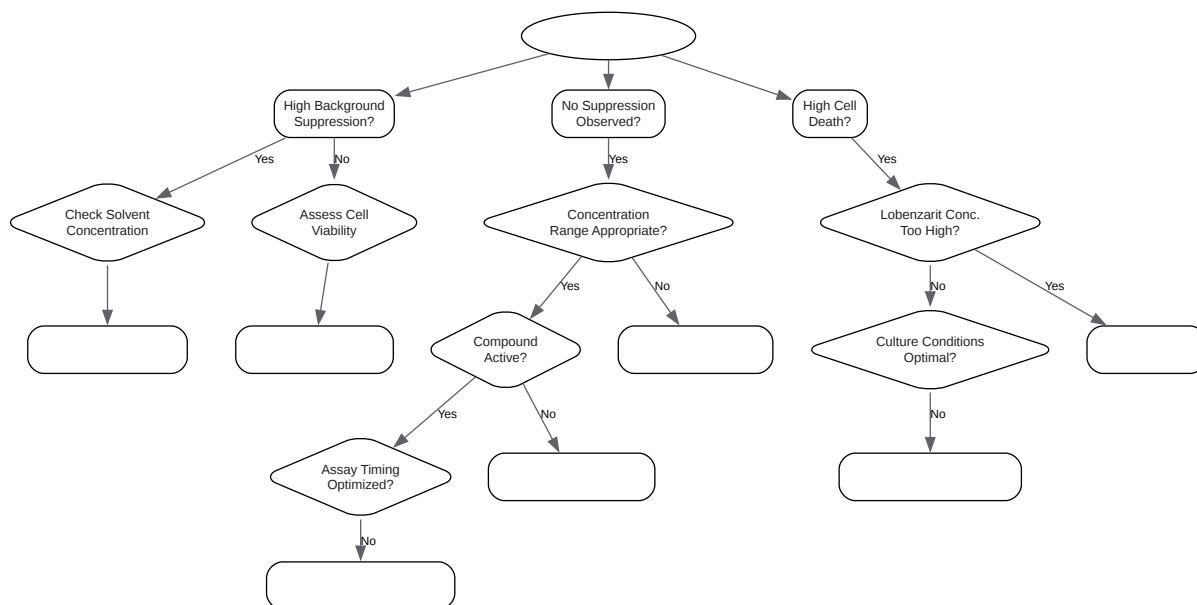 High Background
Suppression?
No Suppression
Observed?
High Cell
Death?
Yes
No
Yes
Yes
Check Solvent
Concentration
Assess Cell
Viability
Concentration
Range Appropriate?
Lobenzarit Conc.
Too High?
Yes
No
No
Yes
Compound
Active?
Culture Conditions
Optimal?
Yes
No
No
Assay Timing
Optimized?
No